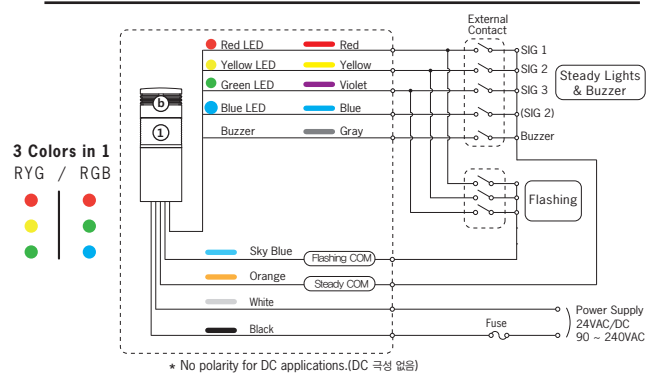 External
Contact
Red LED Red SIG 1
Yellow LED Yellow SIG 2
Green LED Violet SIG 3
Steady Lights
& Buzzer
Blue LED Blue (SIG 2)
Buzzer Gray Buzzer
b
1
3 Colors in 1
RYG / RGB
Flashing
Sky Blue Flashing COM
Orange Steady COM
White
Black Fuse
Power Supply
24VAC/DC
90 ~ 240VAC
* No polarity for DC applications.(DC 극성 없음)